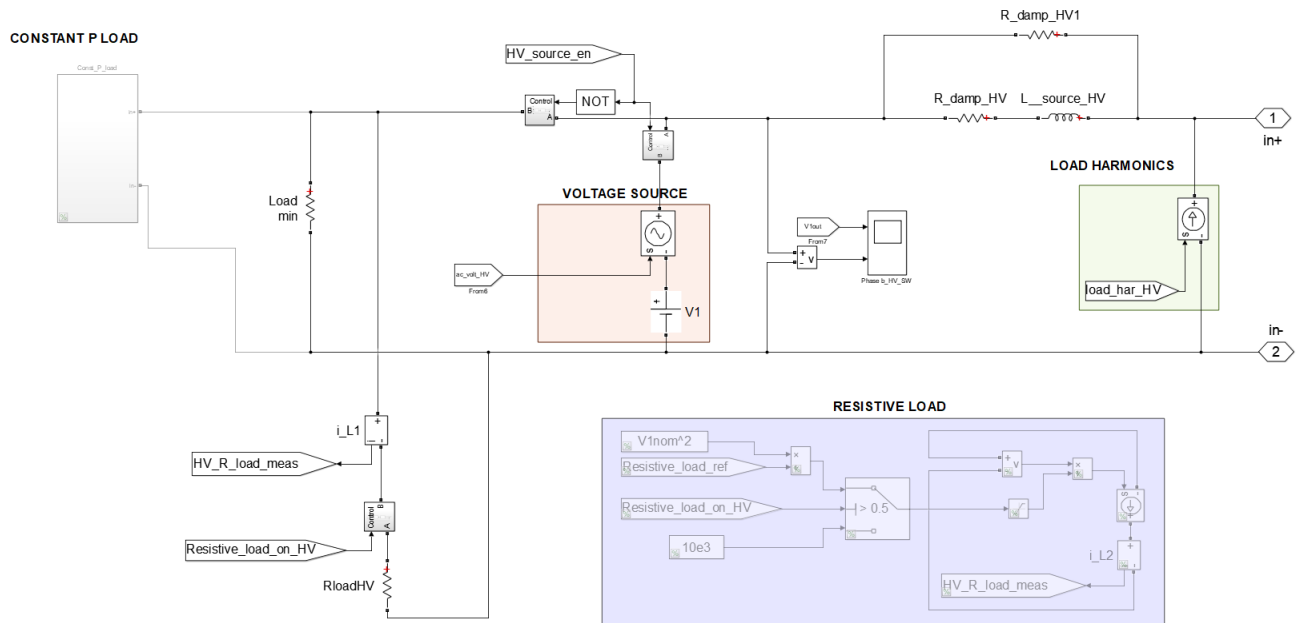 R_damp_HV1
CONSTANT P LOAD
Const_P_load
HV_source_en
NOT
Control
B
A
R_damp_HV
L__source_HV
1
in+
Control
A
B
LOAD HARMONICS
Load
min
VOLTAGE SOURCE
+
S
-
V1out
From7
+
-
v
Phase b_HV_SW
ac_volt_HV
From6
+
V1
+
S
-
load_har_HV
in-
2
RESISTIVE LOAD
i_L1
+
i
-
HV_R_load_meas
Control
B
A
Resistive_load_on_HV
RloadHV
V1nom^2
Resistive_load_ref
×
÷
Resistive_load_on_HV
> 0.5
10e3
+
-
v
×
÷
S
-
+
i_L2
+
-
HV_R_load_meas